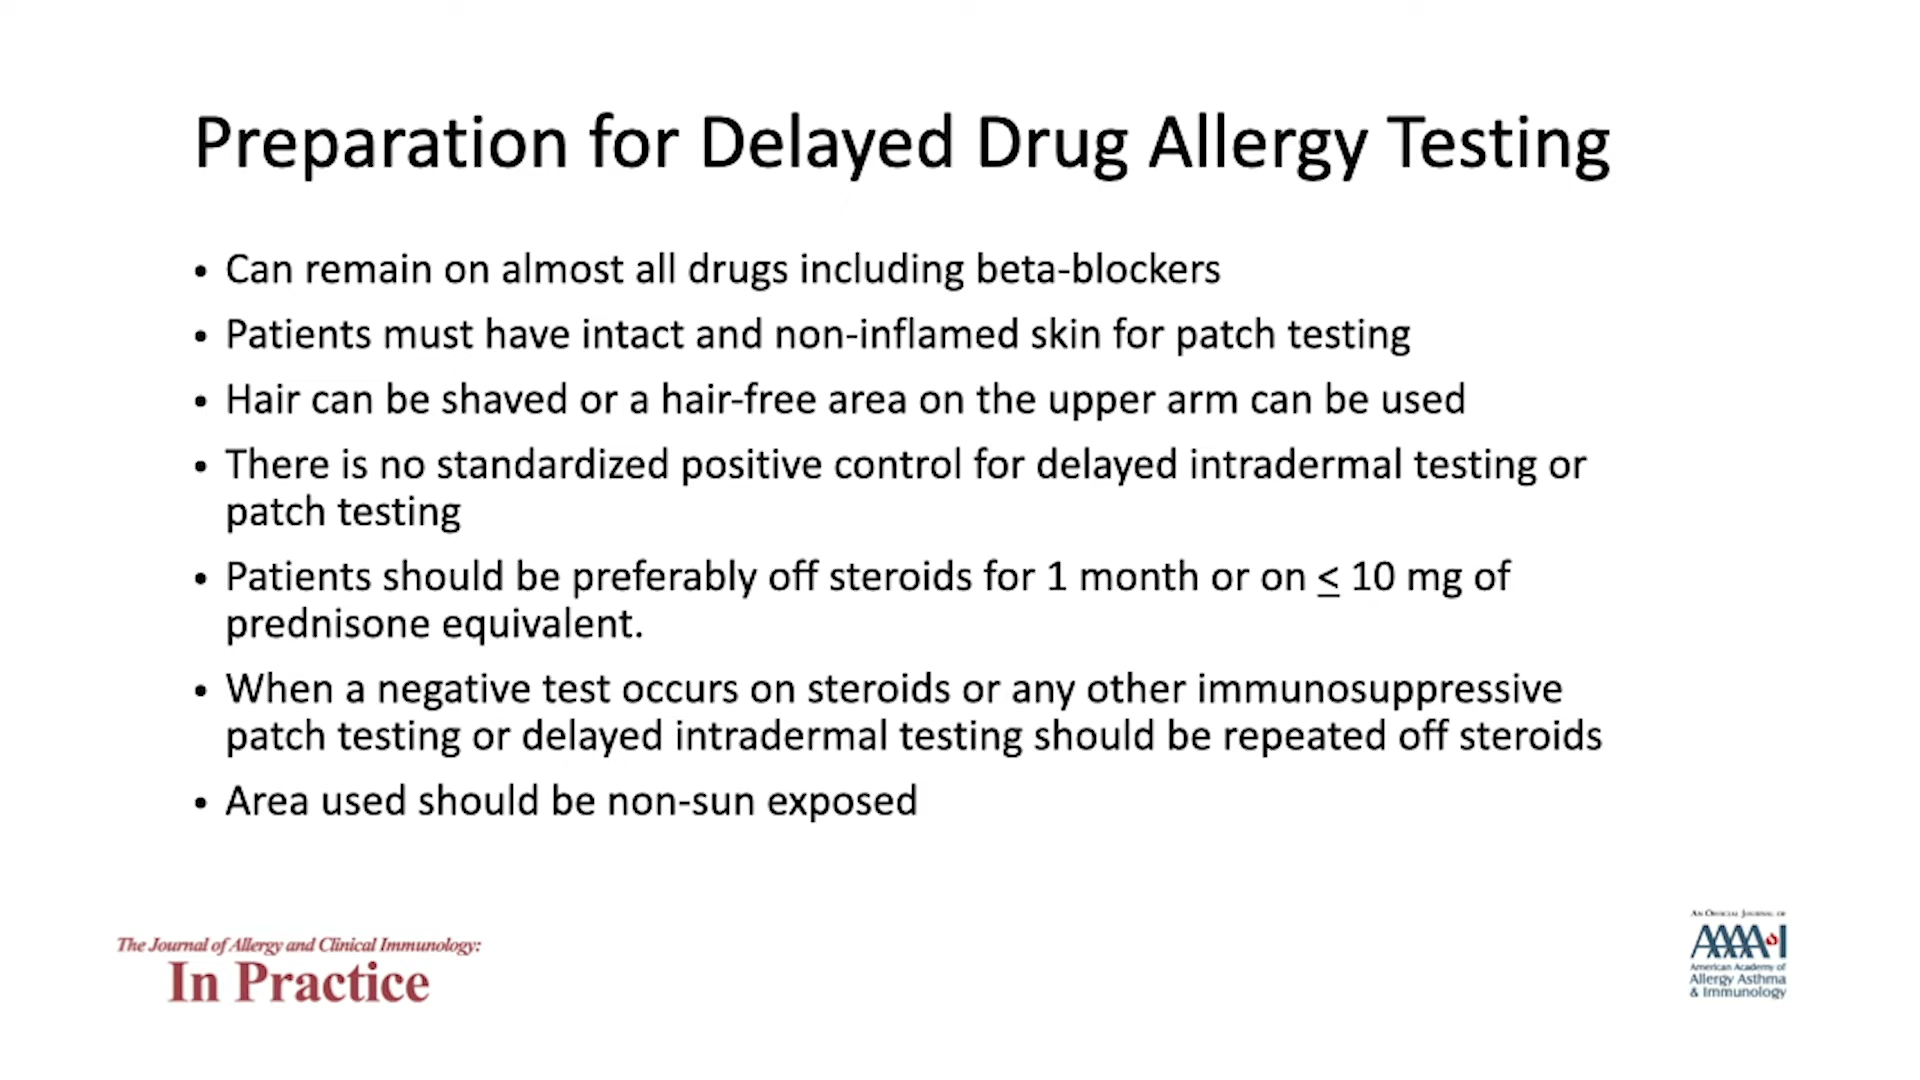 Preparation for Delayed Drug Allergy Testing
• Can remain on almost all drugs including beta-blockers
• Patients must have intact and non-inflamed skin for patch testing
• Hair can be shaved or a hair-free area on the upper arm can be used
• There is no standardized positive control for delayed intradermal testing or
patch testing
• Patients should be preferably off steroids for 1 month or on ≤ 10 mg of
prednisone equivalent.
• When a negative test occurs on steroids or any other immunosuppressive
patch testing or delayed intradermal testing should be repeated off steroids
• Area used should be non-sun exposed
The Journal of Allergy and Clinical Immunology:
In Practice
AN OFFICIAL JOURNAL OF
AAAAI
American Academy of
Allergy Asthma
& Immunology